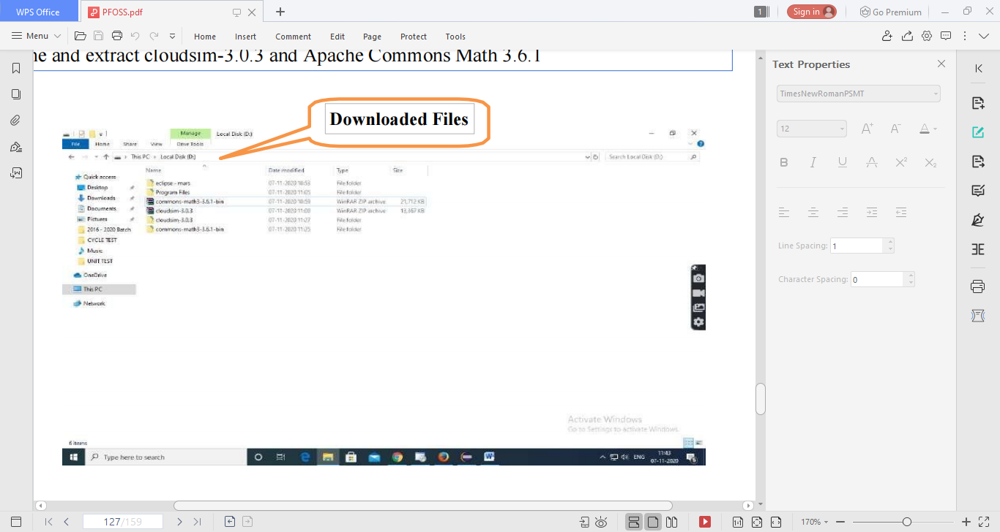 WPS Office
PFOSS.pdf
1
Sign in
Go Premium
Menu
Home
Insert
Comment
Edit
Page
Protect
Tools
ne and extract cloudsim-3.0.3 and Apache Commons Math 3.6.1
Downloaded Files
Manage
Local Disk (D:)
File
Home
Share
View
Drive Tools
This PC > Local Disk (D:)
Search Local Disk (D:)
Name
Date modified
Type
Size
Quick access
Desktop
Downloads
Documents
Pictures
2016 - 2020 Batch
CYCLE TEST
Music
UNIT TEST
OneDrive
This PC
Network
eclipse - mars 07-11-2020 10:53 File folder
Program Files 07-11-2020 11:05 File folder
commons-math3-3.6.1-bin 07-11-2020 10:59 WinRAR ZIP archive 21,712 KB
cloudsim-3.0.3 07-11-2020 11:00 WinRAR ZIP archive 13,367 KB
cloudsim-3.0.3 07-11-2020 11:27 File folder
commons-math3-3.6.1-bin 07-11-2020 11:25 File folder
Activate Windows
Go to Settings to activate Windows.
6 items
Type here to search
ENG
11:43
07-11-2020
Text Properties
TimesNewRomanPSMT
12
Line Spacing: 1
Character Spacing: 0
127/159
170%